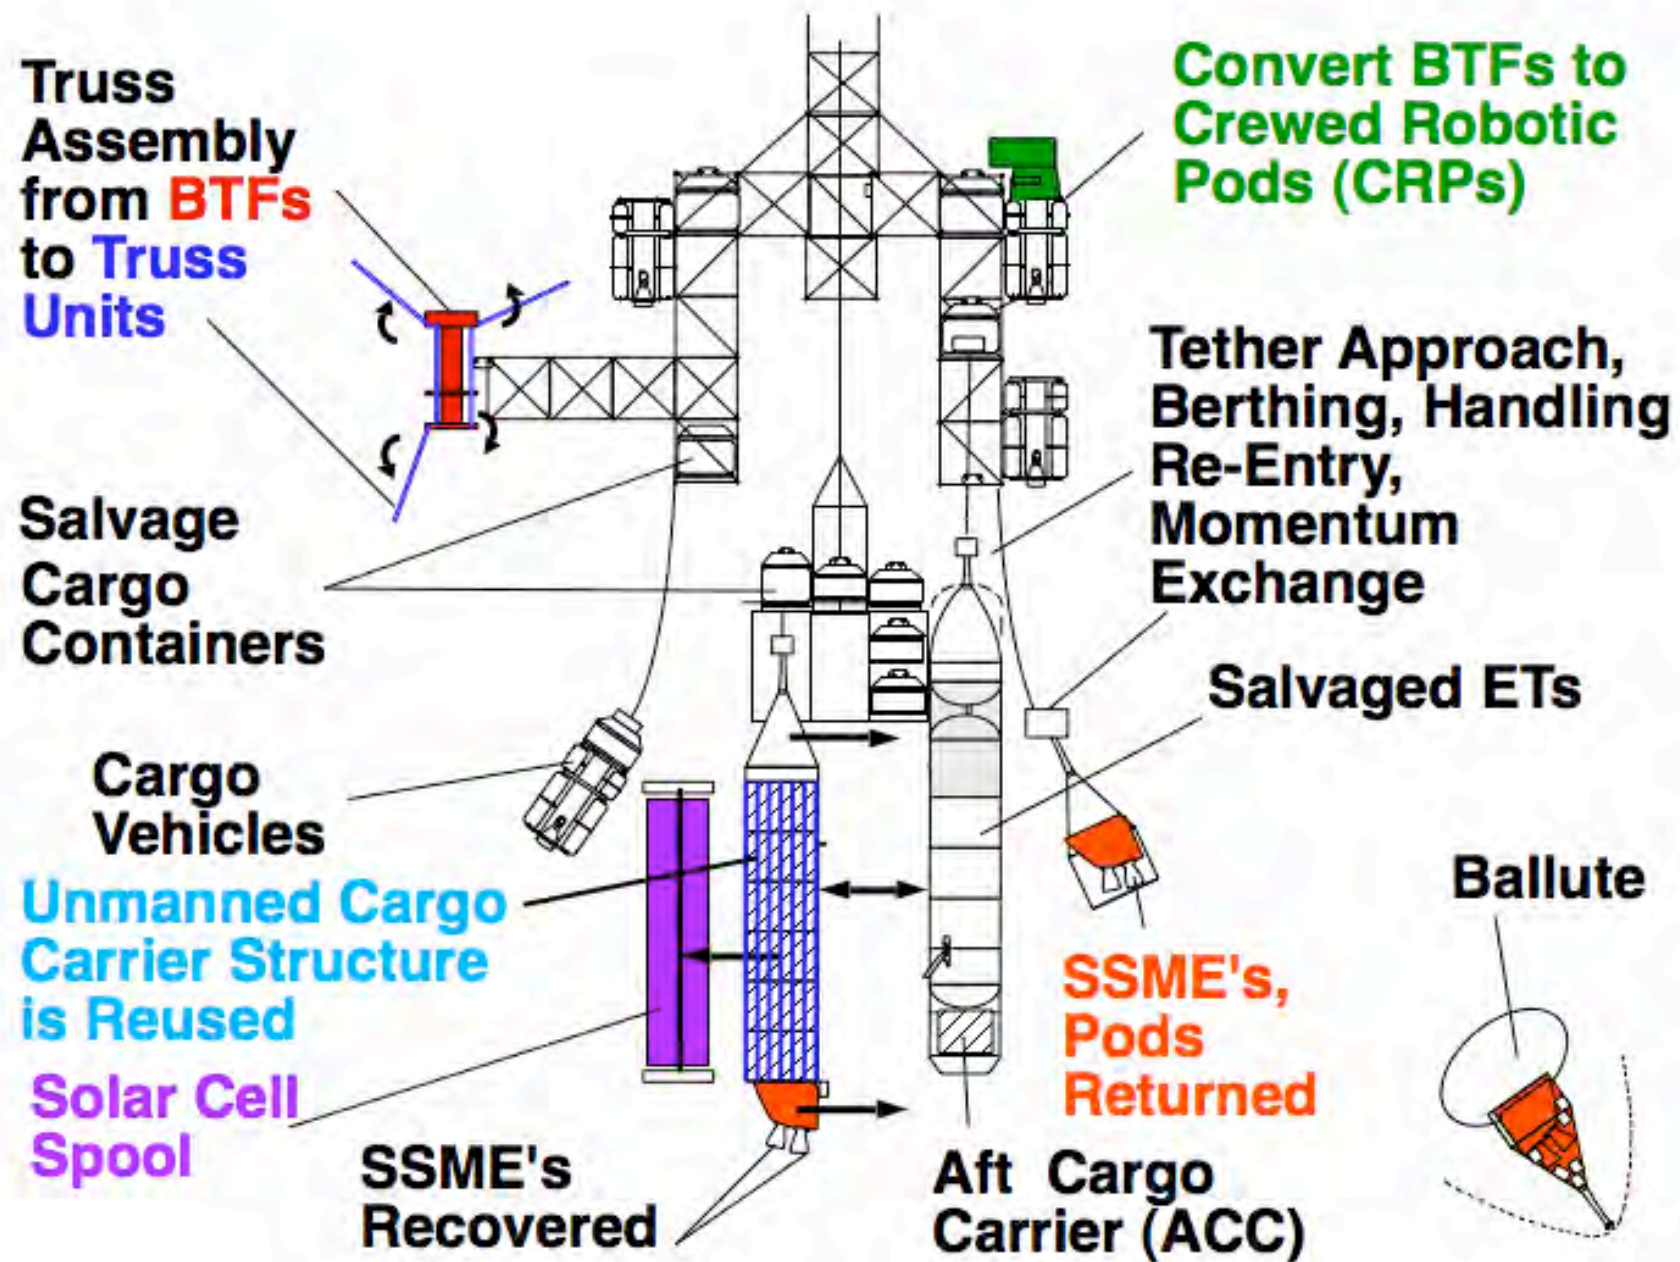 Truss
Assembly
from BTFs
to Truss
Units
Convert BTFs to
Crewed Robotic
Pods (CRPs)
Tether Approach,
Berthing, Handling
Re-Entry,
Momentum
Exchange
Salvage
Cargo
Containers
Salvaged ETs
Cargo
Vehicles
Ballute
Unmanned Cargo
Carrier Structure
is Reused
SSME's,
Pods
Returned
Solar Cell
Spool
SSME's
Recovered
Aft Cargo
Carrier (ACC)